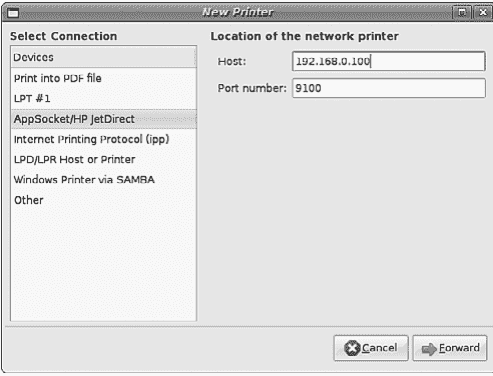 New Printer
Select Connection
Devices
Print into PDF file
LPT #1
AppSocket/HP JetDirect
Internet Printing Protocol (ipp)
LPD/LPR Host or Printer
Windows Printer via SAMBA
Other
Location of the network printer
Host: 192.168.0.100
Port number: 9100
Cancel
Forward